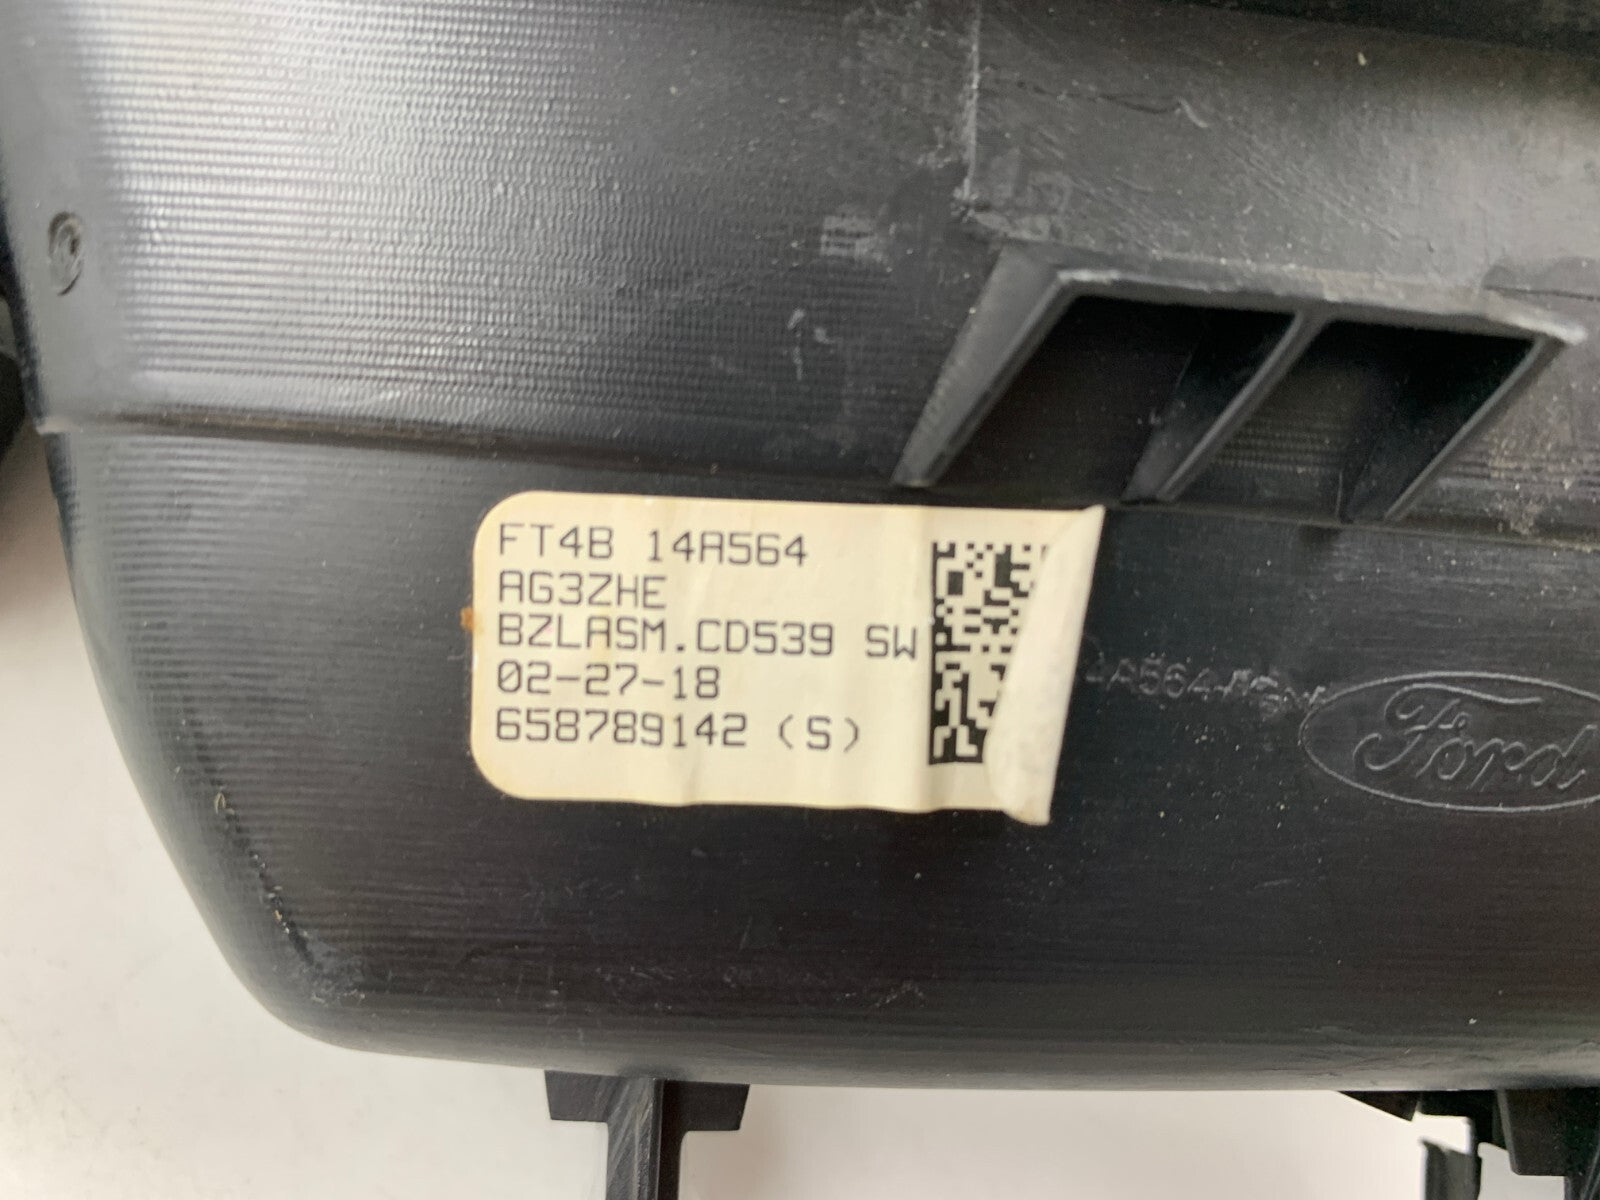 FT4B 14A564
AG3ZHE
BZLASM.CD539 SW
02-27-18
658789142 (S)
Ford